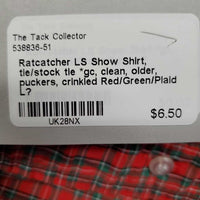 The Tack Collector
538836-51
Ratcatcher LS Show Shirt,
tie/stock tie *gc, clean, older,
puckers, crinkled Red/Green/Plaid
L?
UK28NX
$6.50